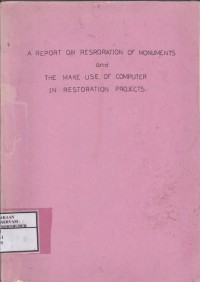 A REPORT ON RESRORATION OF MONUMENTS
and
THE MAKE USE OF COMPUTER
IN RESTORATION PROJECTS.